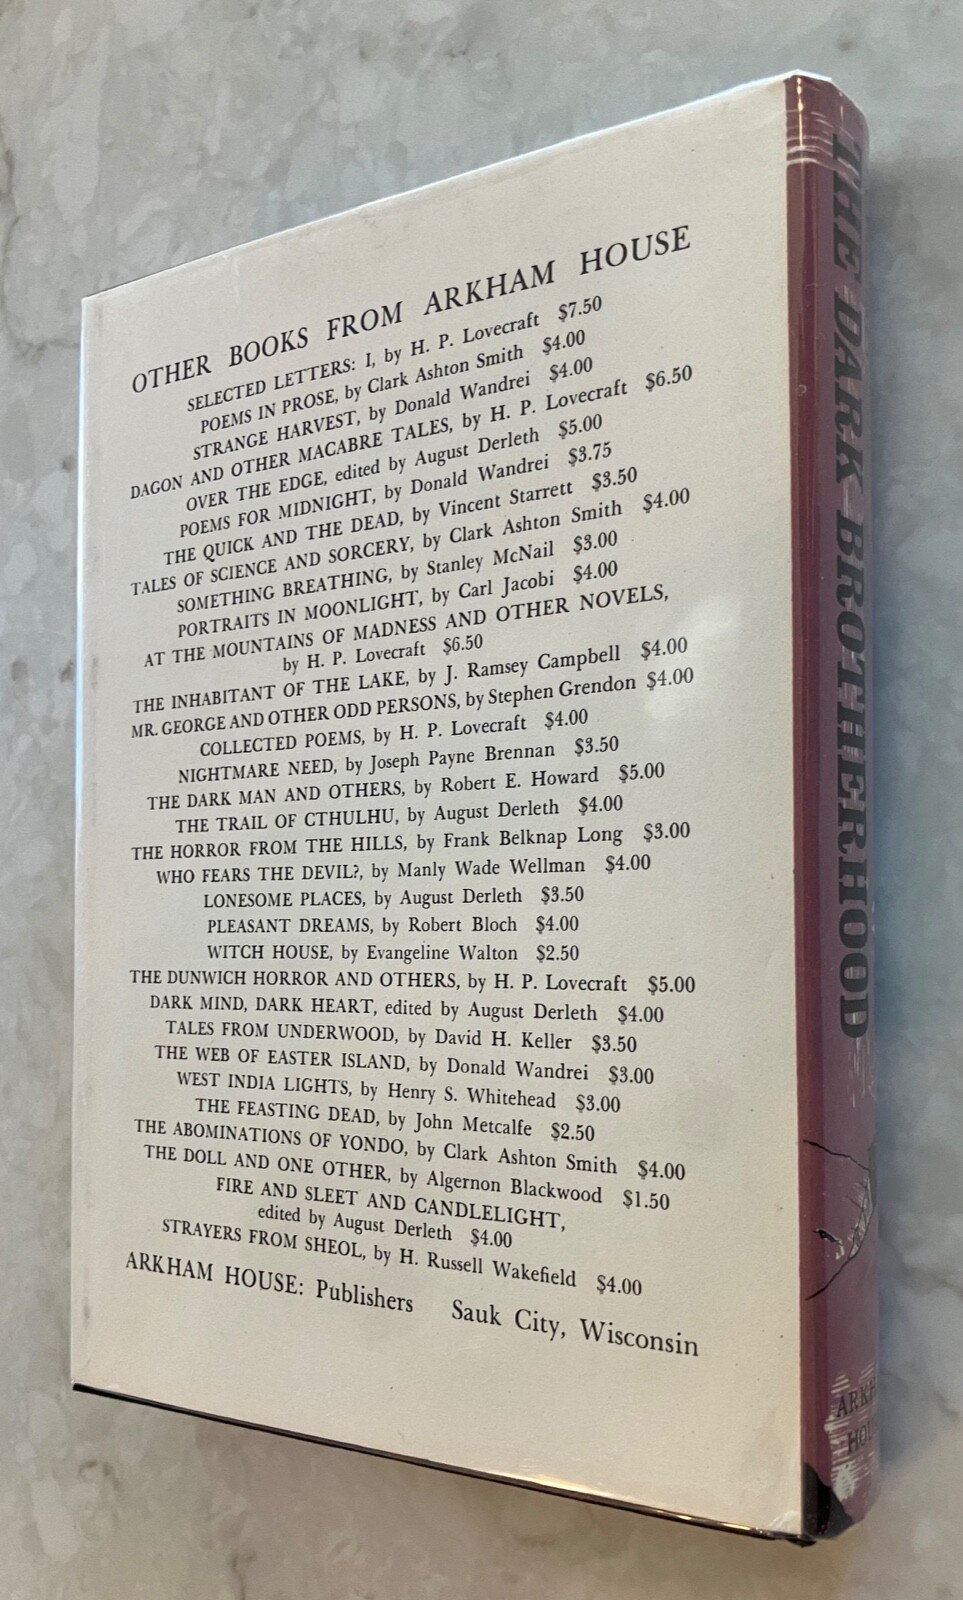 OTHER BOOKS FROM ARKHAM HOUSE
SELECTED LETTERS: I, by H. P. Lovecraft $7.50
POEMS IN PROSE, by Clark Ashton Smith $4.00
STRANGE HARVEST, by Donald Wandrei $4.00
DAGON AND OTHER MACABRE TALES, by H. P. Lovecraft $6.50
OVER THE EDGE, edited by August Derleth $5.00
POEMS FOR MIDNIGHT, by Donald Wandrei $3.75
THE QUICK AND THE DEAD, by Vincent Starrett $3.50
TALES OF SCIENCE AND SORCERY, by Clark Ashton Smith $4.00
SOMETHING BREATHING, by Stanley McNail $3.00
PORTRAITS IN MOONLIGHT, by Carl Jacobi $4.00
AT THE MOUNTAINS OF MADNESS AND OTHER NOVELS,
by H. P. Lovecraft $6.50
THE INHABITANT OF THE LAKE, by J. Ramsey Campbell $4.00
MR. GEORGE AND OTHER ODD PERSONS, by Stephen Grendon $4.00
COLLECTED POEMS, by H. P. Lovecraft $4.00
NIGHTMARE NEED, by Joseph Payne Brennan $3.50
THE DARK MAN AND OTHERS, by Robert E. Howard $5.00
THE TRAIL OF CTHULHU, by August Derleth $4.00
THE HORROR FROM THE HILLS, by Frank Belknap Long $3.00
WHO FEARS THE DEVIL?, by Manly Wade Wellman $4.00
LONESOME PLACES, by August Derleth $3.50
PLEASANT DREAMS, by Robert Bloch $4.00
WITCH HOUSE, by Evangeline Walton $2.50
THE DUNWICH HORROR AND OTHERS, by H. P. Lovecraft $5.00
DARK MIND, DARK HEART, edited by August Derleth $4.00
TALES FROM UNDERWOOD, by David H. Keller $3.50
THE WEB OF EASTER ISLAND, by Donald Wandrei $3.00
WEST INDIA LIGHTS, by Henry S. Whitehead $3.00
THE FEASTING DEAD, by John Metcalfe $2.50
THE ABOMINATIONS OF YONDO, by Clark Ashton Smith $4.00
THE DOLL AND ONE OTHER, by Algernon Blackwood $1.50
FIRE AND SLEET AND CANDLELIGHT,
edited by August Derleth $4.00
STRAYERS FROM SHEOL, by H. Russell Wakefield $4.00
ARKHAM HOUSE: Publishers Sauk City, Wisconsin
THE DARK BROTHERHOOD